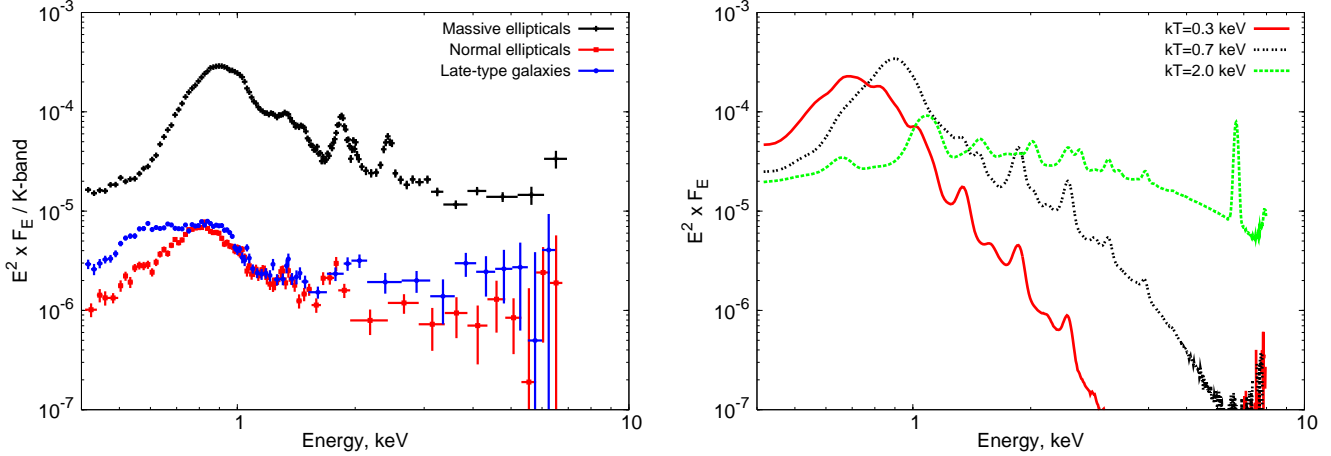 E² x F_E / K-band
10⁻³
10⁻⁴
10⁻⁵
10⁻⁶
10⁻⁷
Massive ellipticals
Normal ellipticals
Late-type galaxies
1
10
Energy, keV
E² x F_E
10⁻³
10⁻⁴
10⁻⁵
10⁻⁶
10⁻⁷
kT=0.3 keV
kT=0.7 keV
kT=2.0 keV
1
10
Energy, keV